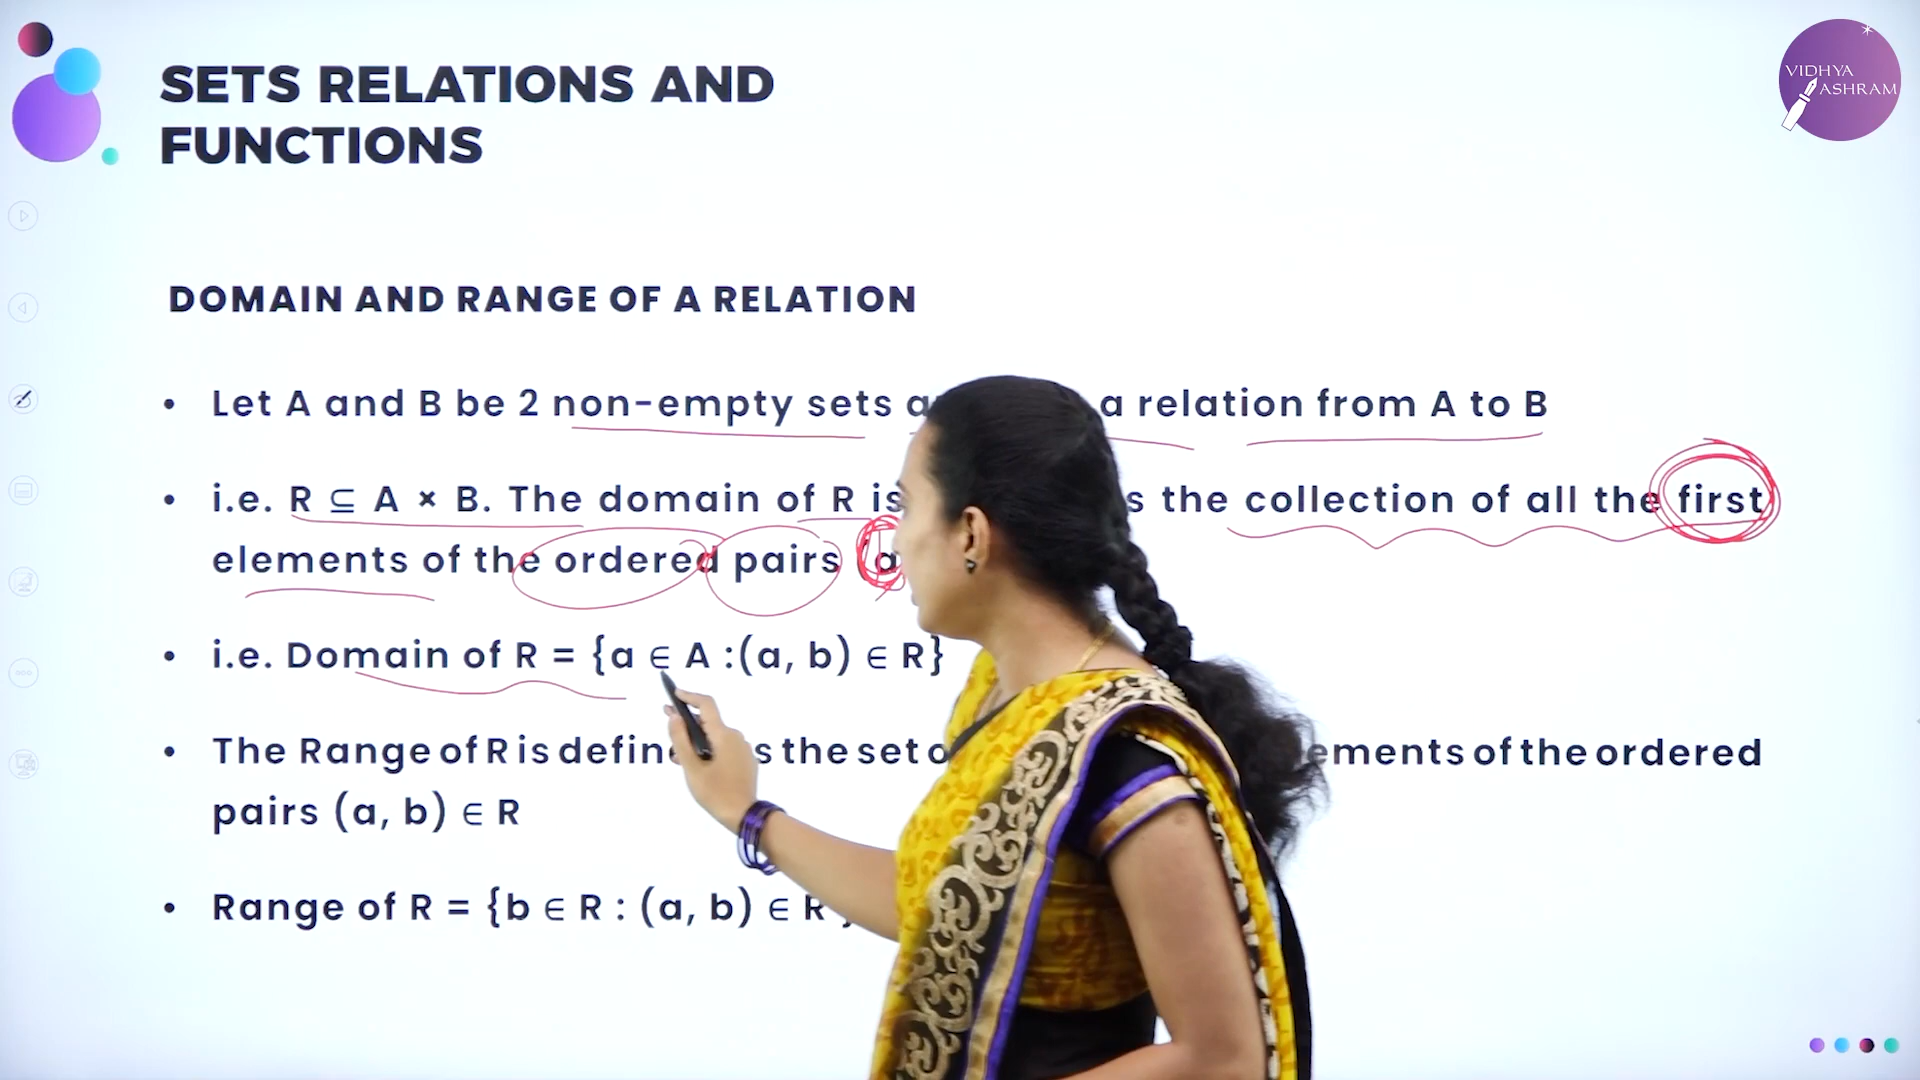 SETS RELATIONS AND
FUNCTIONS
VIDHYA
ASHRAM
DOMAIN AND RANGE OF A RELATION
• Let A and B be 2 non-empty sets a relation from A to B
• i.e. R ⊆ A × B. The domain of R is the collection of all the first
elements of the ordered pairs (a
• i.e. Domain of R = {a ∈ A :(a, b) ∈ R}
• The Range of R is the set of the ordered
pairs (a, b) ∈ R
• Range of R = {b ∈ R : (a, b) ∈ R }